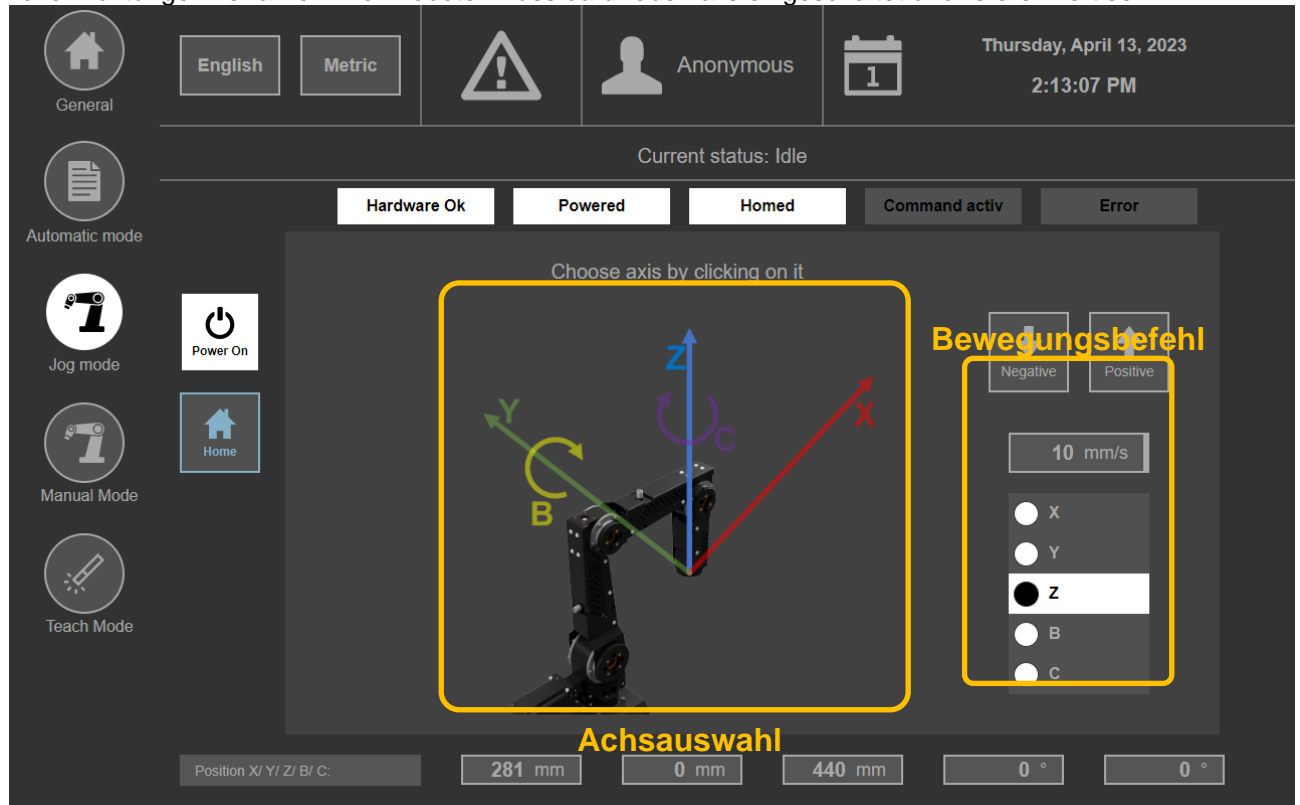 English
Metric
Anonymous
1
Thursday, April 13, 2023
2:13:07 PM
General
Current status: Idle
Hardware Ok
Powered
Homed
Command activ
Error
Automatic mode
Choose axis by clicking on it
Power On
Jog mode
Bewegungsbefehl
Negative
Positive
Z
Y
X
C
B
Home
10 mm/s
Manual Mode
X
Y
Z
B
C
Teach Mode
Achsauswahl
Position X/ Y/ Z/ B/ C:
281 mm
0 mm
440 mm
0 °
0 °